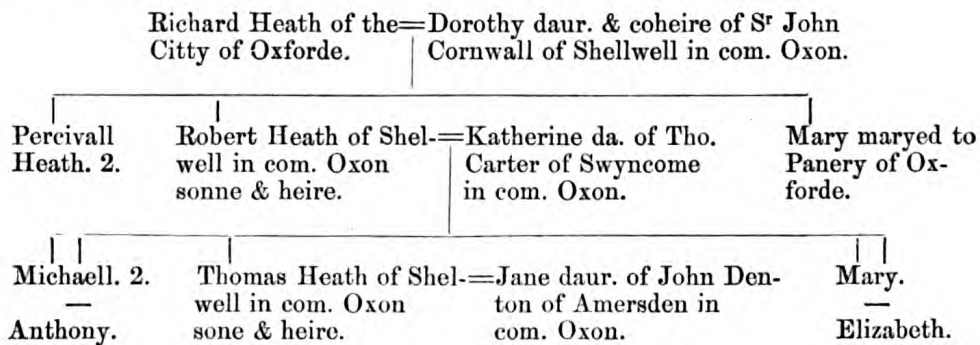 Richard Heath of the=Dorothy daur. & coheire of Sr John
Citty of Oxforde. Cornwall of Shellwell in com. Oxon.
Percivall Robert Heath of Shel-=Katherine da. of Tho. Mary maryed to
Heath. 2. well in com. Oxon Carter of Swyncome Panery of Ox-
sonne & heire. in com. Oxon. forde.
Michaell. 2. Thomas Heath of Shel-=Jane daur. of John Den- Mary.
— well in com. Oxon ton of Amersden in —
Anthony. sone & heire. com. Oxon. Elizabeth.